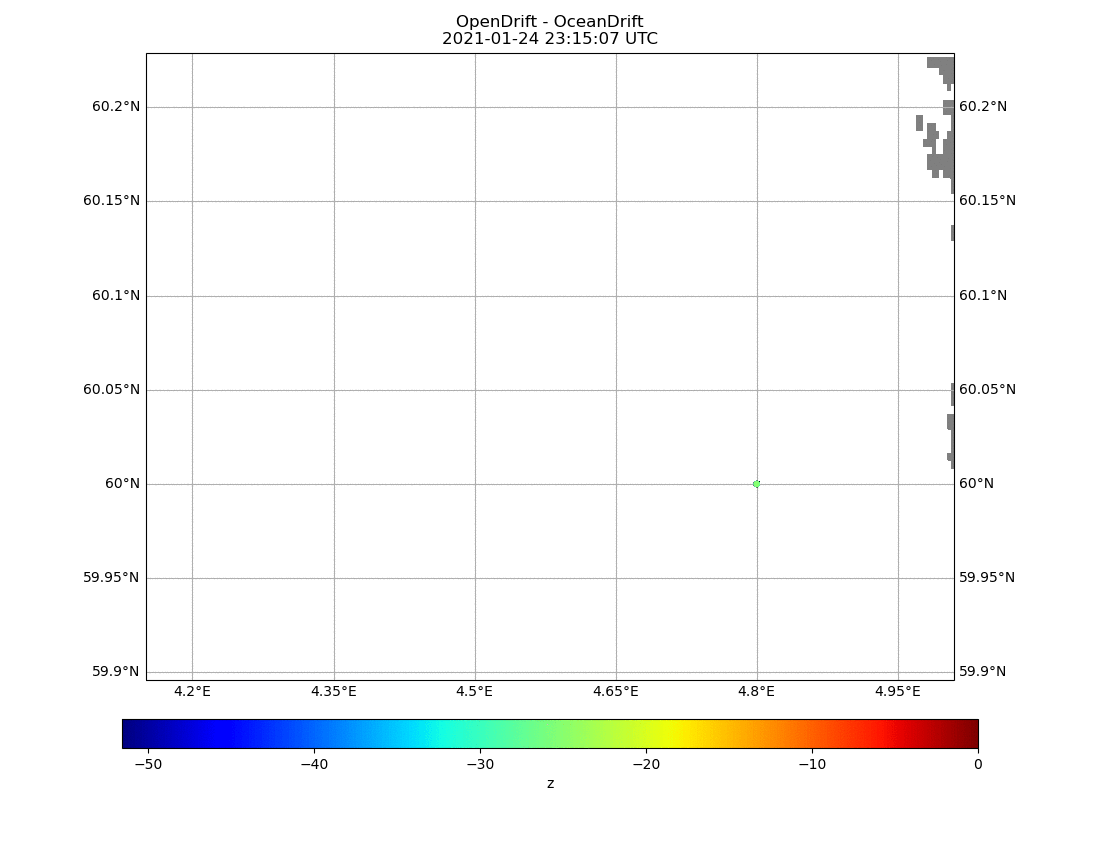 OpenDrift - OceanDrift
2021-01-24 23:15:07 UTC
60.2°N 60.2°N
60.15°N 60.15°N
60.1°N 60.1°N
60.05°N 60.05°N
60°N 60°N
59.95°N 59.95°N
59.9°N 59.9°N
4.2°E 4.35°E 4.5°E 4.65°E 4.8°E 4.95°E
−50 −40 −30 −20 −10 0
z